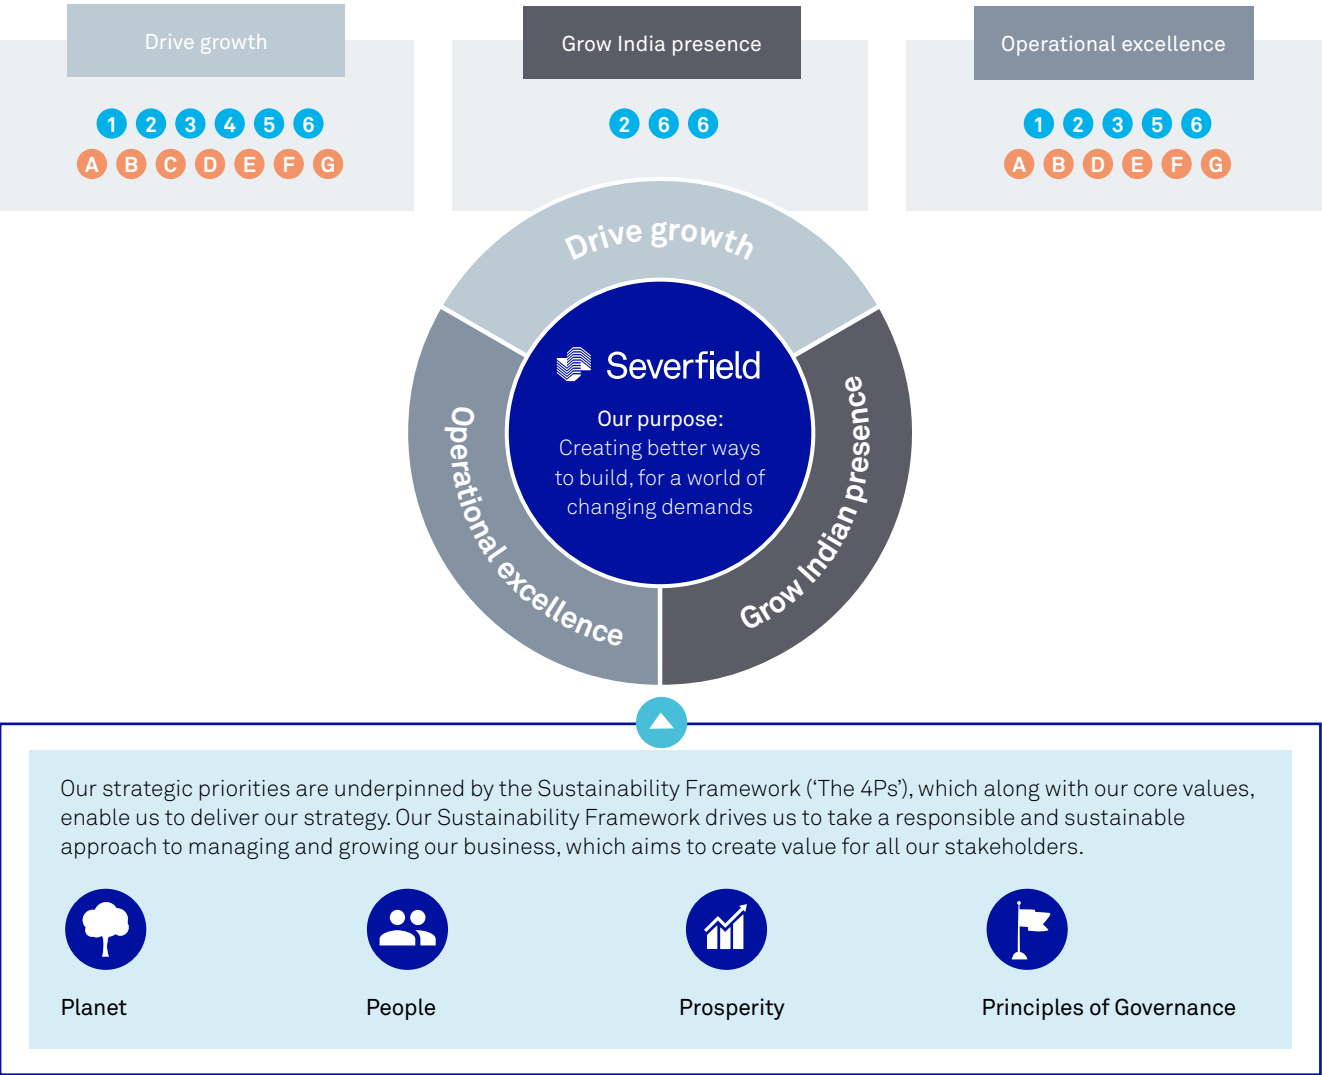 Drive growth
1 2 3 4 5 6
A B C D E F G
Grow India presence
2 6 6
Operational excellence
1 2 3 5 6
A B D E F G
Drive growth
Operational excellence
Grow Indian presence
Severfield
Our purpose:
Creating better ways
to build, for a world of
changing demands
Our strategic priorities are underpinned by the Sustainability Framework (‘The 4Ps’), which along with our core values,
enable us to deliver our strategy. Our Sustainability Framework drives us to take a responsible and sustainable
approach to managing and growing our business, which aims to create value for all our stakeholders.
Planet
People
Prosperity
Principles of Governance